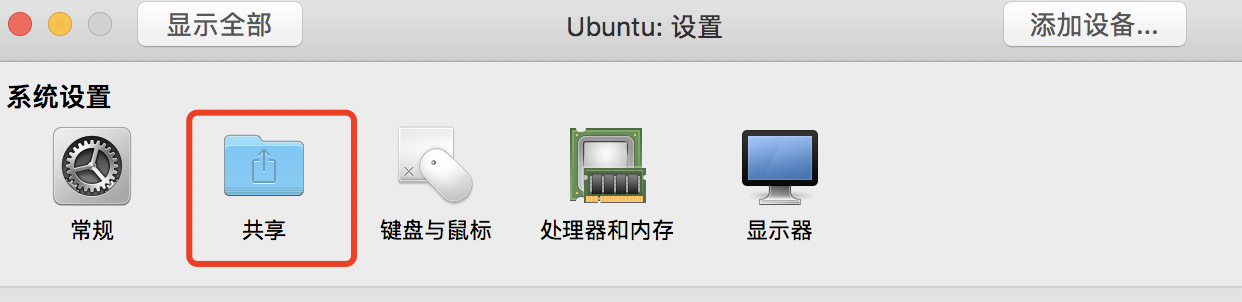 显示全部
Ubuntu: 设置
添加设备...
系统设置
常规
共享
键盘与鼠标
处理器和内存
显示器